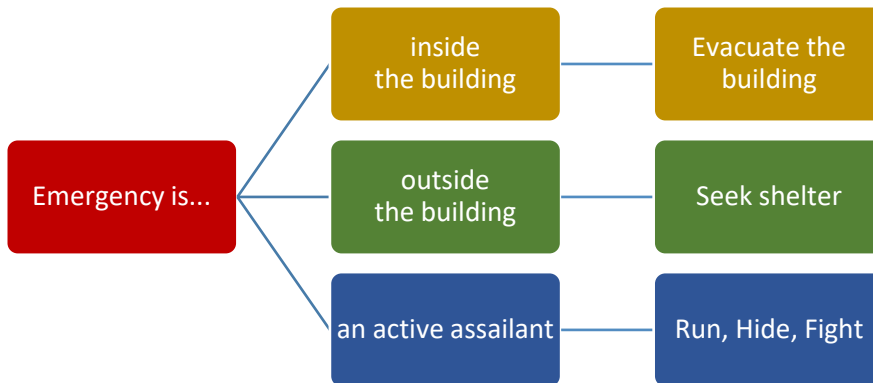 Emergency is...
inside
the building
Evacuate the
building
outside
the building
Seek shelter
an active assailant
Run, Hide, Fight